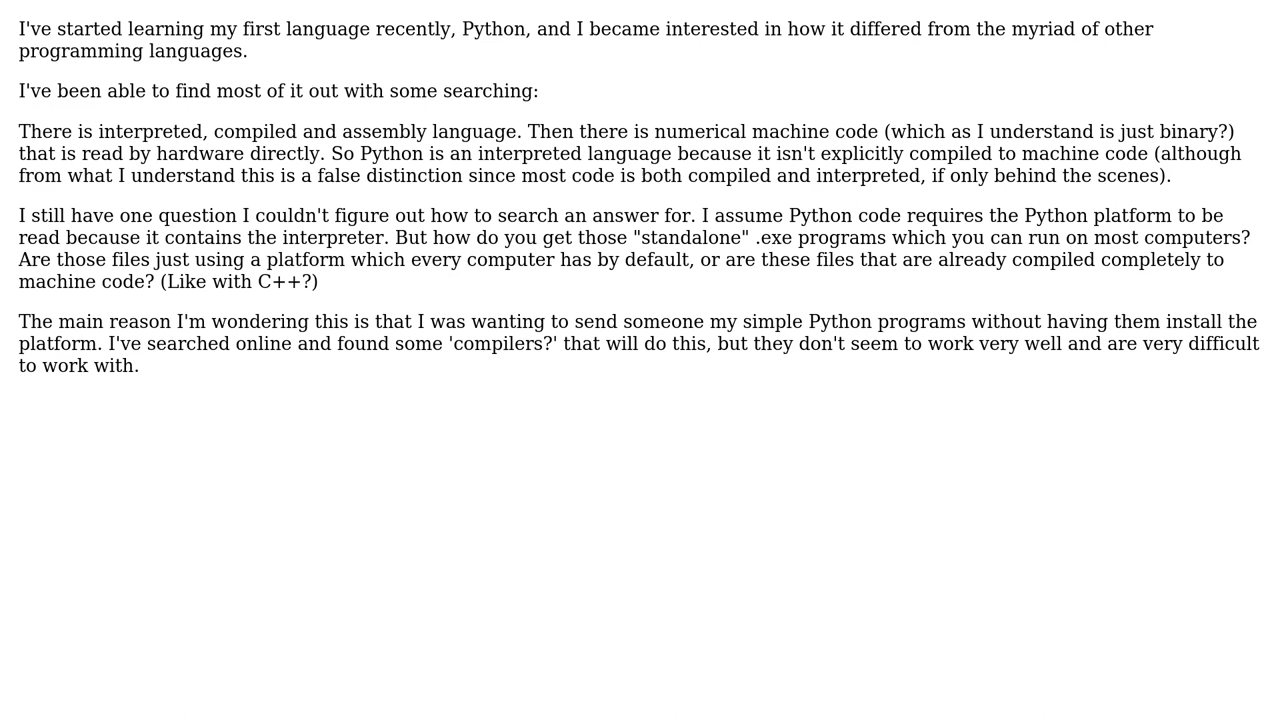 I've started learning my first language recently, Python, and I became interested in how it differed from the myriad of other
programming languages.
I've been able to find most of it out with some searching:
There is interpreted, compiled and assembly language. Then there is numerical machine code (which as I understand is just binary?)
that is read by hardware directly. So Python is an interpreted language because it isn't explicitly compiled to machine code (although
from what I understand this is a false distinction since most code is both compiled and interpreted, if only behind the scenes).
I still have one question I couldn't figure out how to search an answer for. I assume Python code requires the Python platform to be
read because it contains the interpreter. But how do you get those "standalone" .exe programs which you can run on most computers?
Are those files just using a platform which every computer has by default, or are these files that are already compiled completely to
machine code? (Like with C++?)
The main reason I'm wondering this is that I was wanting to send someone my simple Python programs without having them install the
platform. I've searched online and found some 'compilers?' that will do this, but they don't seem to work very well and are very difficult
to work with.